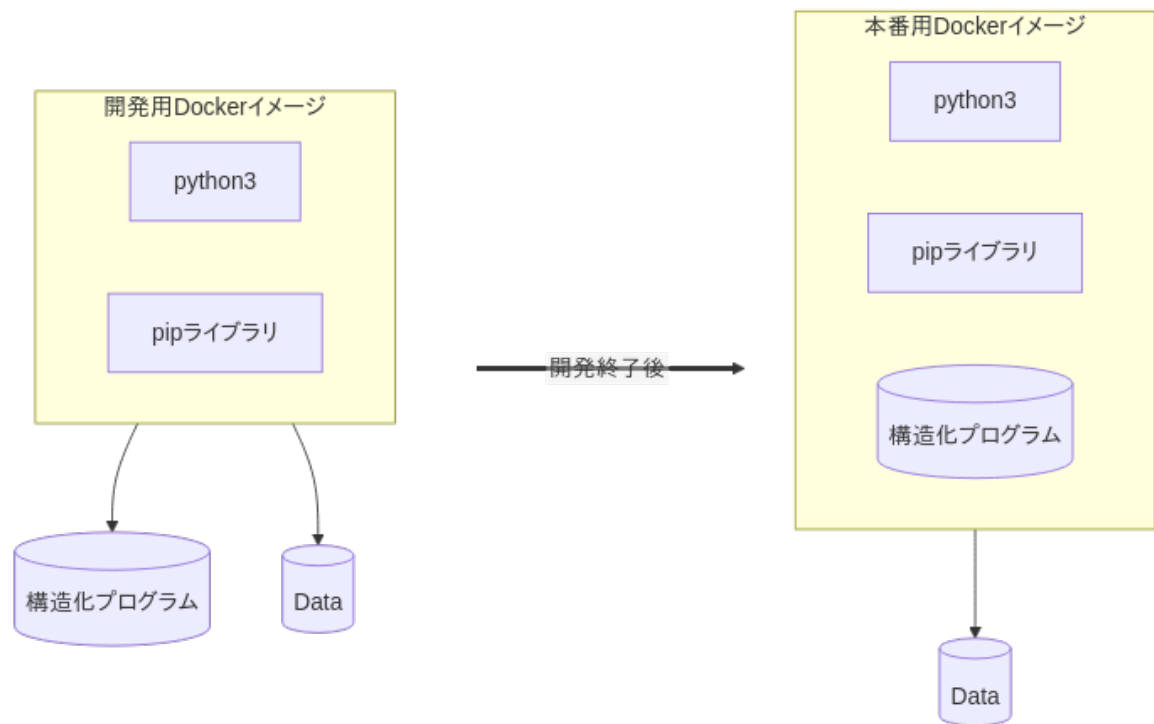 開発用Dockerイメージ
python3
pipライブラリ
構造化プログラム
Data
開発終了後
本番用Dockerイメージ
python3
pipライブラリ
構造化プログラム
Data